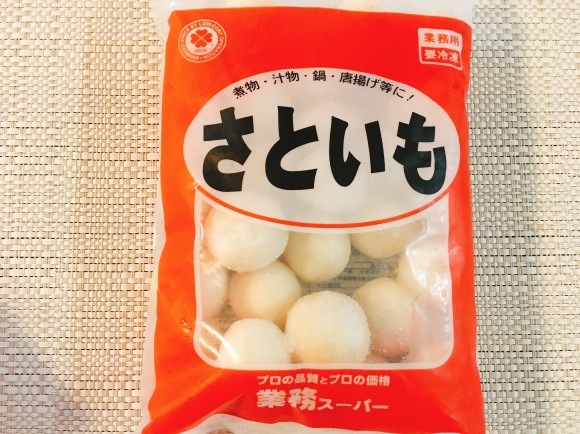 業務用
要冷凍
煮物・汁物・鍋・唐揚げ等に！
さといも
プロの品質とプロの価格
業務スーパー